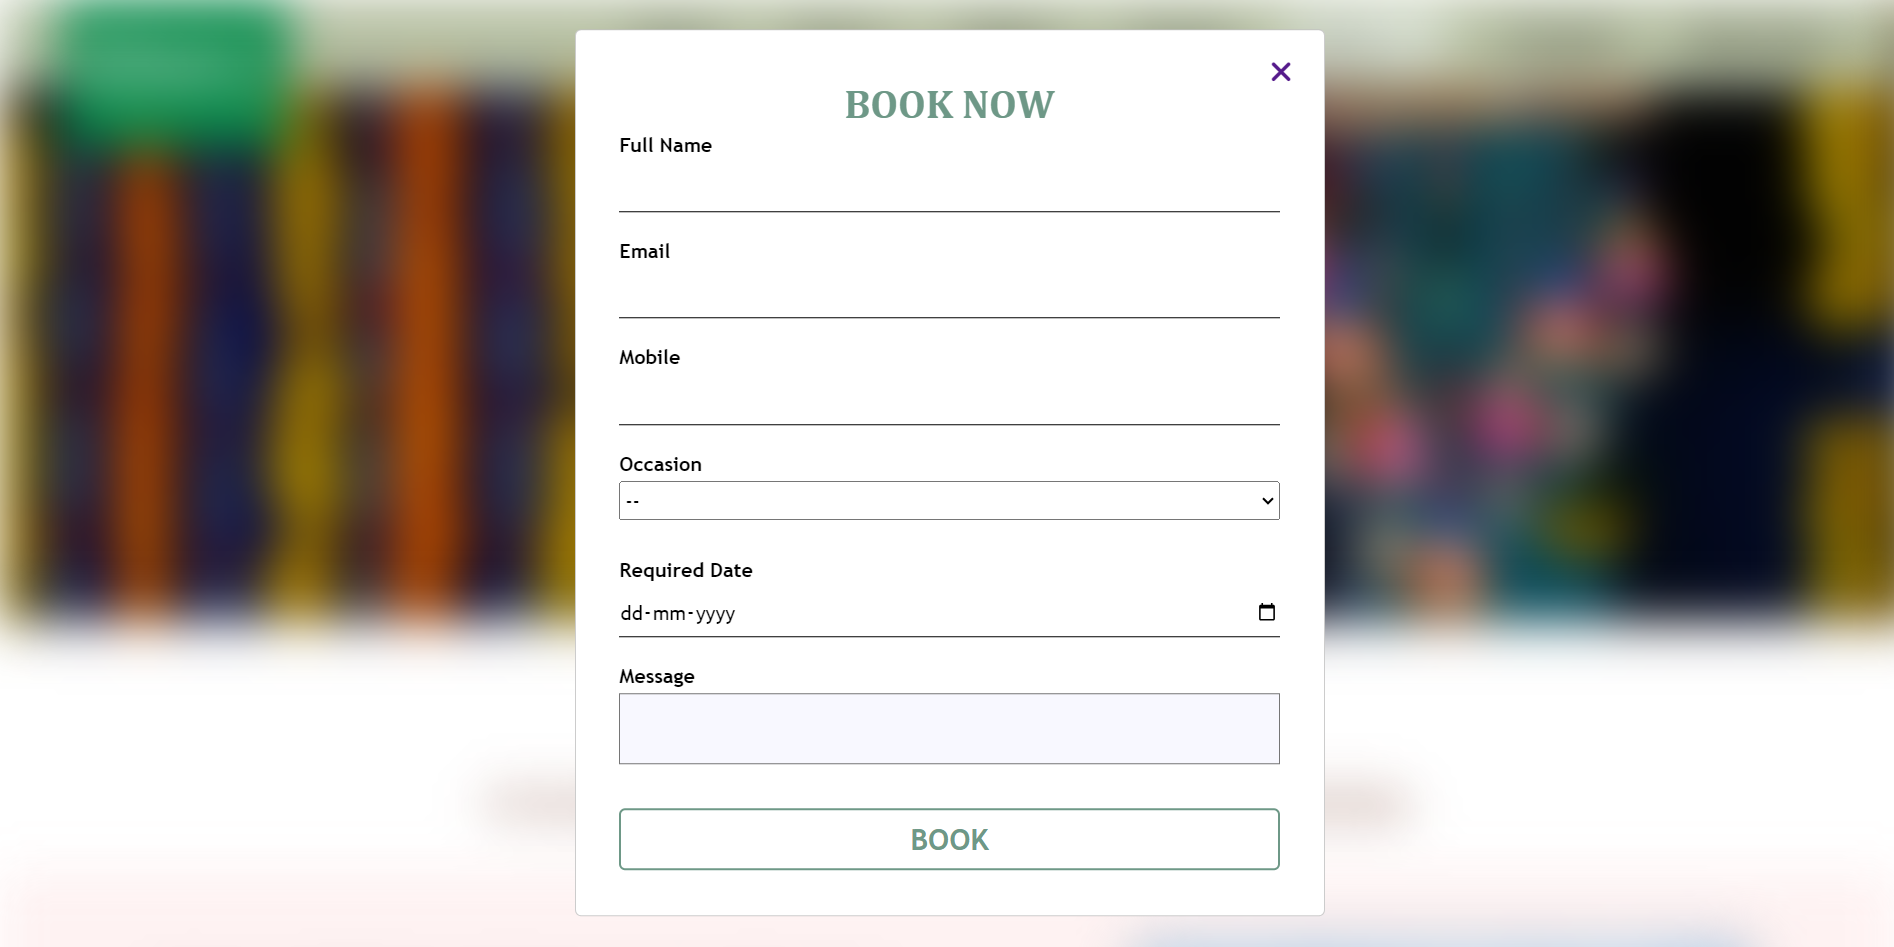 BOOK NOW
Full Name
Email
Mobile
Occasion
--
Required Date
dd-mm-yyyy
Message
BOOK